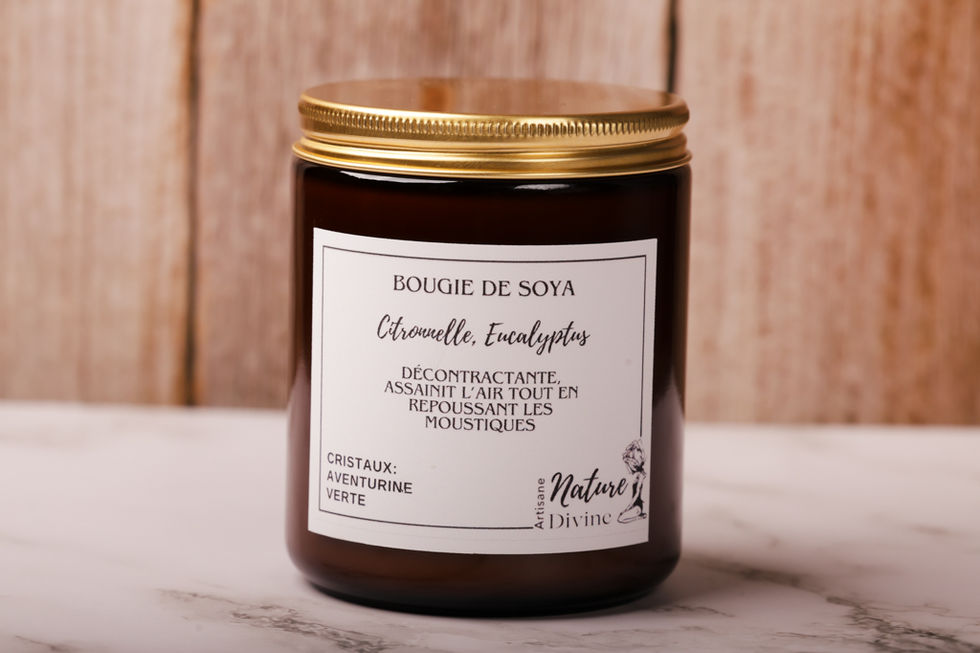 BOUGIE DE SOYA
Citronnelle, Eucalyptus
DÉCONTRACTANTE,
ASSAINIT L'AIR TOUT EN
REPOUSSANT LES
MOUSTIQUES
CRISTAUX:
AVENTURINE
VERTE
Artisane
Nature
Divine